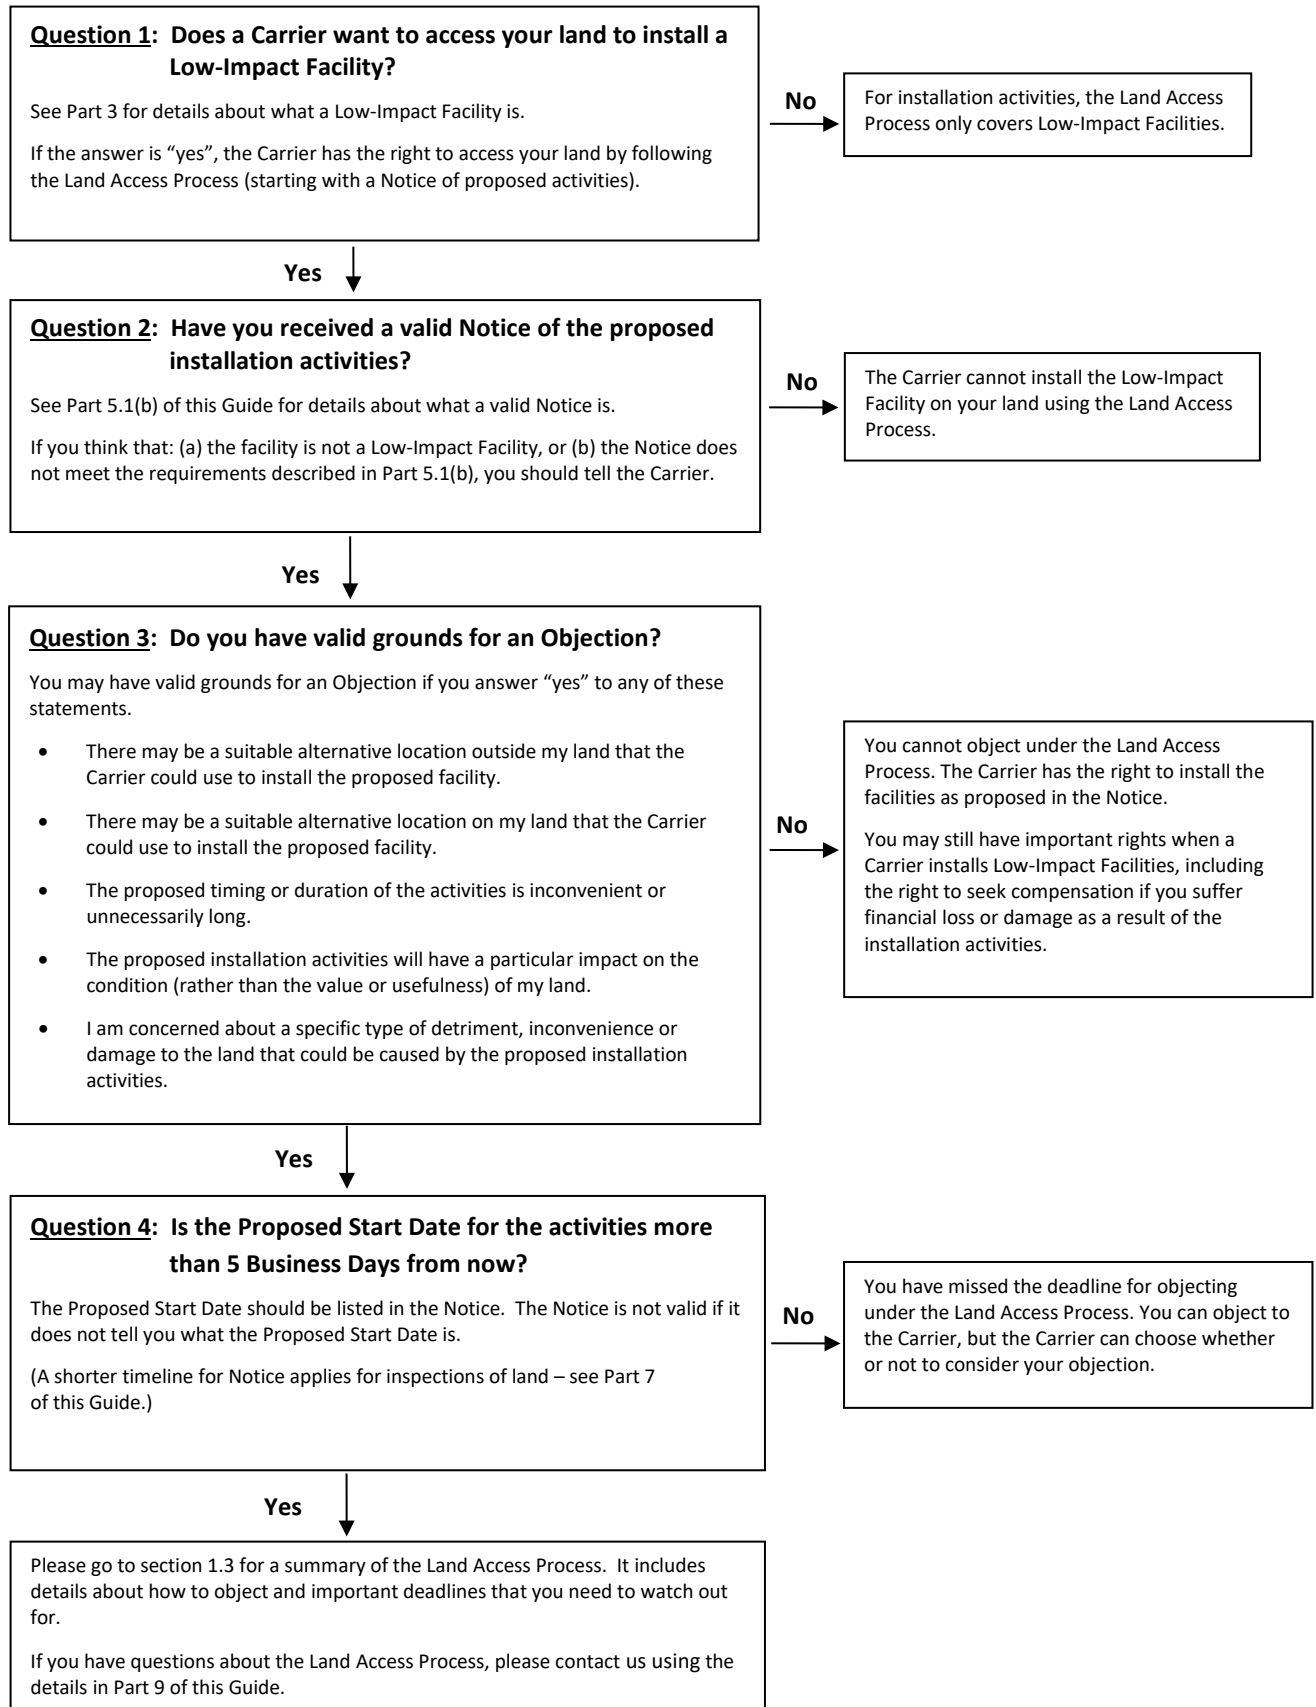 Question 1: Does a Carrier want to access your land to install a
Low-Impact Facility?
See Part 3 for details about what a Low-Impact Facility is.
If the answer is “yes”, the Carrier has the right to access your land by following
the Land Access Process (starting with a Notice of proposed activities).
No
For installation activities, the Land Access
Process only covers Low-Impact Facilities.
Yes
Question 2: Have you received a valid Notice of the proposed
installation activities?
See Part 5.1(b) of this Guide for details about what a valid Notice is.
If you think that: (a) the facility is not a Low-Impact Facility, or (b) the Notice does
not meet the requirements described in Part 5.1(b), you should tell the Carrier.
No
The Carrier cannot install the Low-Impact
Facility on your land using the Land Access
Process.
Yes
Question 3: Do you have valid grounds for an Objection?
You may have valid grounds for an Objection if you answer “yes” to any of these
statements.
• There may be a suitable alternative location outside my land that the
Carrier could use to install the proposed facility.
• There may be a suitable alternative location on my land that the Carrier
could use to install the proposed facility.
• The proposed timing or duration of the activities is inconvenient or
unnecessarily long.
• The proposed installation activities will have a particular impact on the
condition (rather than the value or usefulness) of my land.
• I am concerned about a specific type of detriment, inconvenience or
damage to the land that could be caused by the proposed installation
activities.
No
You cannot object under the Land Access
Process. The Carrier has the right to install the
facilities as proposed in the Notice.
You may still have important rights when a
Carrier installs Low-Impact Facilities, including
the right to seek compensation if you suffer
financial loss or damage as a result of the
installation activities.
Yes
Question 4: Is the Proposed Start Date for the activities more
than 5 Business Days from now?
The Proposed Start Date should be listed in the Notice. The Notice is not valid if it
does not tell you what the Proposed Start Date is.
(A shorter timeline for Notice applies for inspections of land – see Part 7
of this Guide.)
No
You have missed the deadline for objecting
under the Land Access Process. You can object to
the Carrier, but the Carrier can choose whether
or not to consider your objection.
Yes
Please go to section 1.3 for a summary of the Land Access Process. It includes
details about how to object and important deadlines that you need to watch out
for.
If you have questions about the Land Access Process, please contact us using the
details in Part 9 of this Guide.